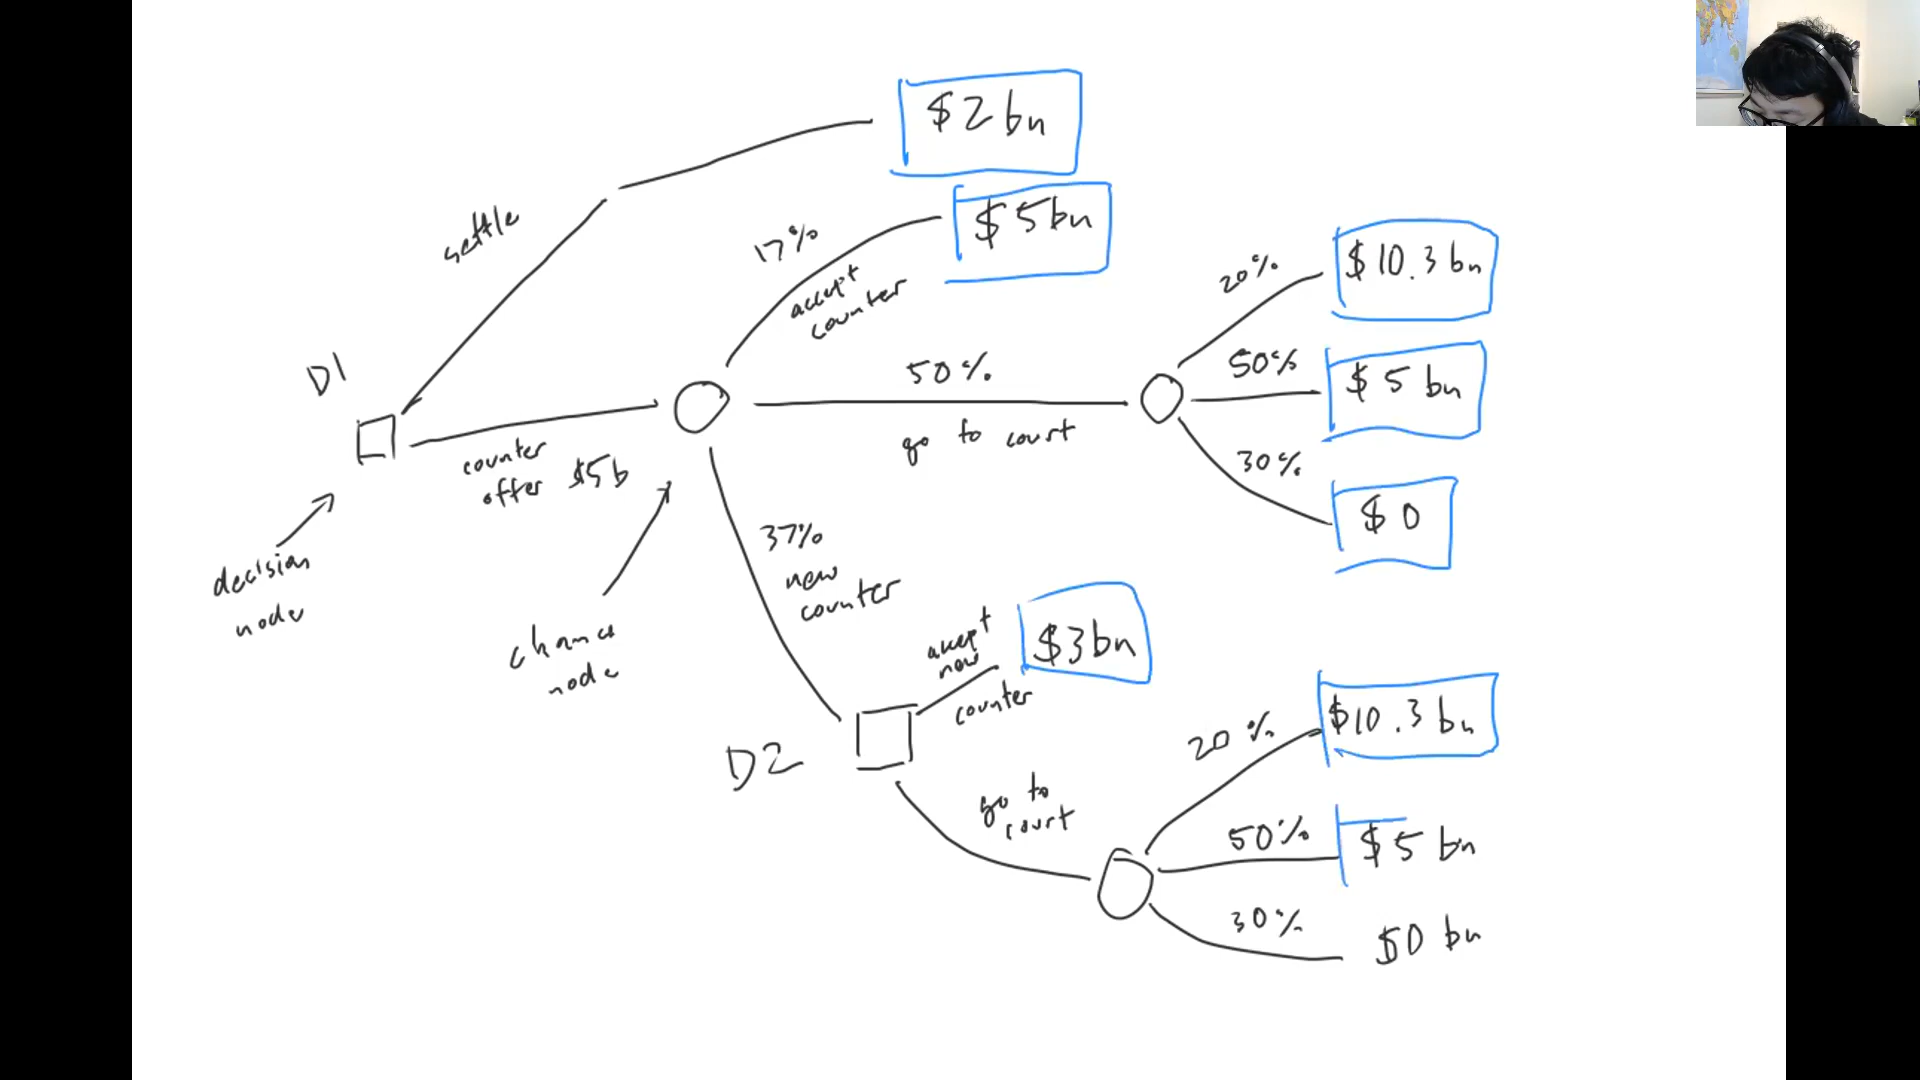 $2 bn
settle
17%
$5bn
accept
counter
20%
$10.3 bn
D1
50%
go to court
50%
$5 bn
counter
offer $5b
30%
$0
decision
node
chance
node
37%
new
counter
accept
new
counter
$3bn
D2
go to
court
20%
$10.3 bn
50%
$5 bn
30%
$0 bn